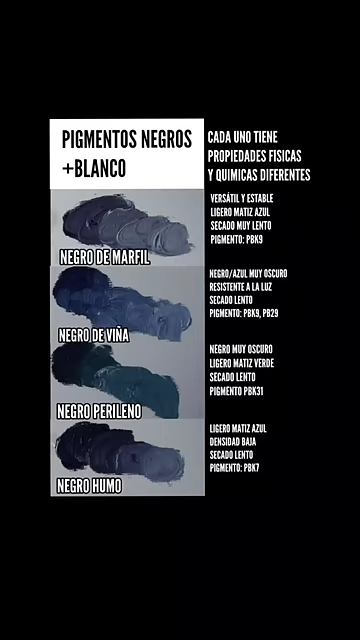 PIGMENTOS NEGROS
+BLANCO
CADA UNO TIENE
PROPIEDADES FISICAS
Y QUIMICAS DIFERENTES
NEGRO DE MARFIL
VERSÁTIL Y ESTABLE
LIGERO MATIZ AZUL
SECADO MUY LENTO
PIGMENTO: PBK9
NEGRO DE VIÑA
NEGRO/AZUL MUY OSCURO
RESISTENTE A LA LUZ
SECADO LENTO
PIGMENTO: PBK9, PB29
NEGRO PERILENO
NEGRO MUY OSCURO
LIGERO MATIZ VERDE
SECADO LENTO
PIGMENTO PBK31
NEGRO HUMO
LIGERO MATIZ AZUL
DENSIDAD BAJA
SECADO LENTO
PIGMENTO: PBK7